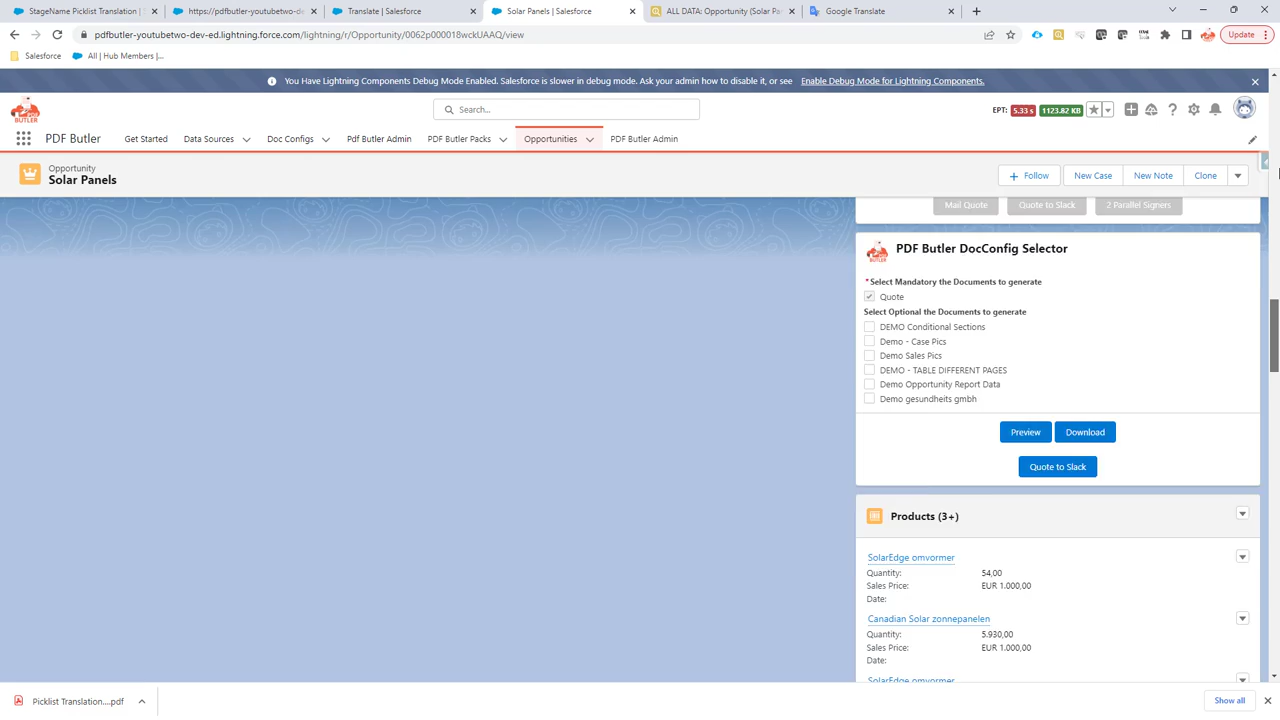 StageName Picklist Translation |
https://pdfbutler-youtubetwo-de
Translate | Salesforce
Solar Panels | Salesforce
ALL DATA: Opportunity (Solar Pa
Google Translate
pdfbutler-youtubetwo-dev-ed.lightning.force.com/lightning/r/Opportunity/0062p000018wckUAAQ/view
Update
Salesforce
All | Hub Members |...
You Have Lightning Components Debug Mode Enabled. Salesforce is slower in debug mode. Ask your admin how to disable it, or see Enable Debug Mode for Lightning Components.
BUTLER
Search...
EPT: 5.33 s 1123.82 KB
PDF Butler
Get Started
Data Sources
Doc Configs
Pdf Butler Admin
PDF Butler Packs
Opportunities
PDF Butler Admin
Opportunity
Solar Panels
Follow
New Case
New Note
Clone
Mail Quote
Quote to Slack
2 Parallel Signers
BUTLER
PDF Butler DocConfig Selector
*Select Mandatory the Documents to generate
Quote
Select Optional the Documents to generate
DEMO Conditional Sections
Demo - Case Pics
Demo Sales Pics
DEMO - TABLE DIFFERENT PAGES
Demo Opportunity Report Data
Demo gesundheits gmbh
Preview
Download
Quote to Slack
Products (3+)
SolarEdge omvormer
Quantity: 54,00
Sales Price: EUR 1.000,00
Date:
Canadian Solar zonnepanelen
Quantity: 5.930,00
Sales Price: EUR 1.000,00
Date:
SolarEdge omvormer
Picklist Translation....pdf
Show all